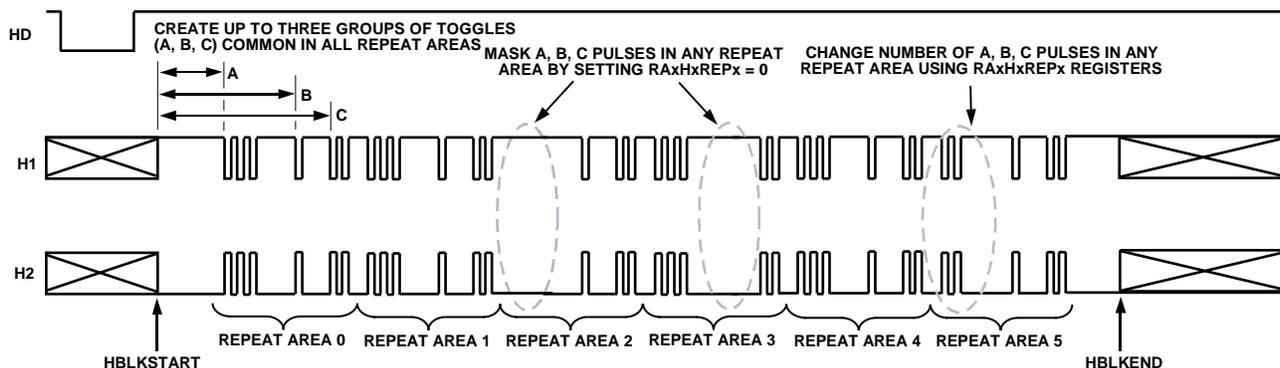 HD
CREATE UP TO THREE GROUPS OF TOGGLES
(A, B, C) COMMON IN ALL REPEAT AREAS
MASK A, B, C PULSES IN ANY REPEAT
AREA BY SETTING RAxHxREPx = 0
CHANGE NUMBER OF A, B, C PULSES IN ANY
REPEAT AREA USING RAxHxREPx REGISTERS
A
B
C
H1
H2
REPEAT AREA 0
REPEAT AREA 1
REPEAT AREA 2
REPEAT AREA 3
REPEAT AREA 4
REPEAT AREA 5
HBLKSTART
HBLKEND